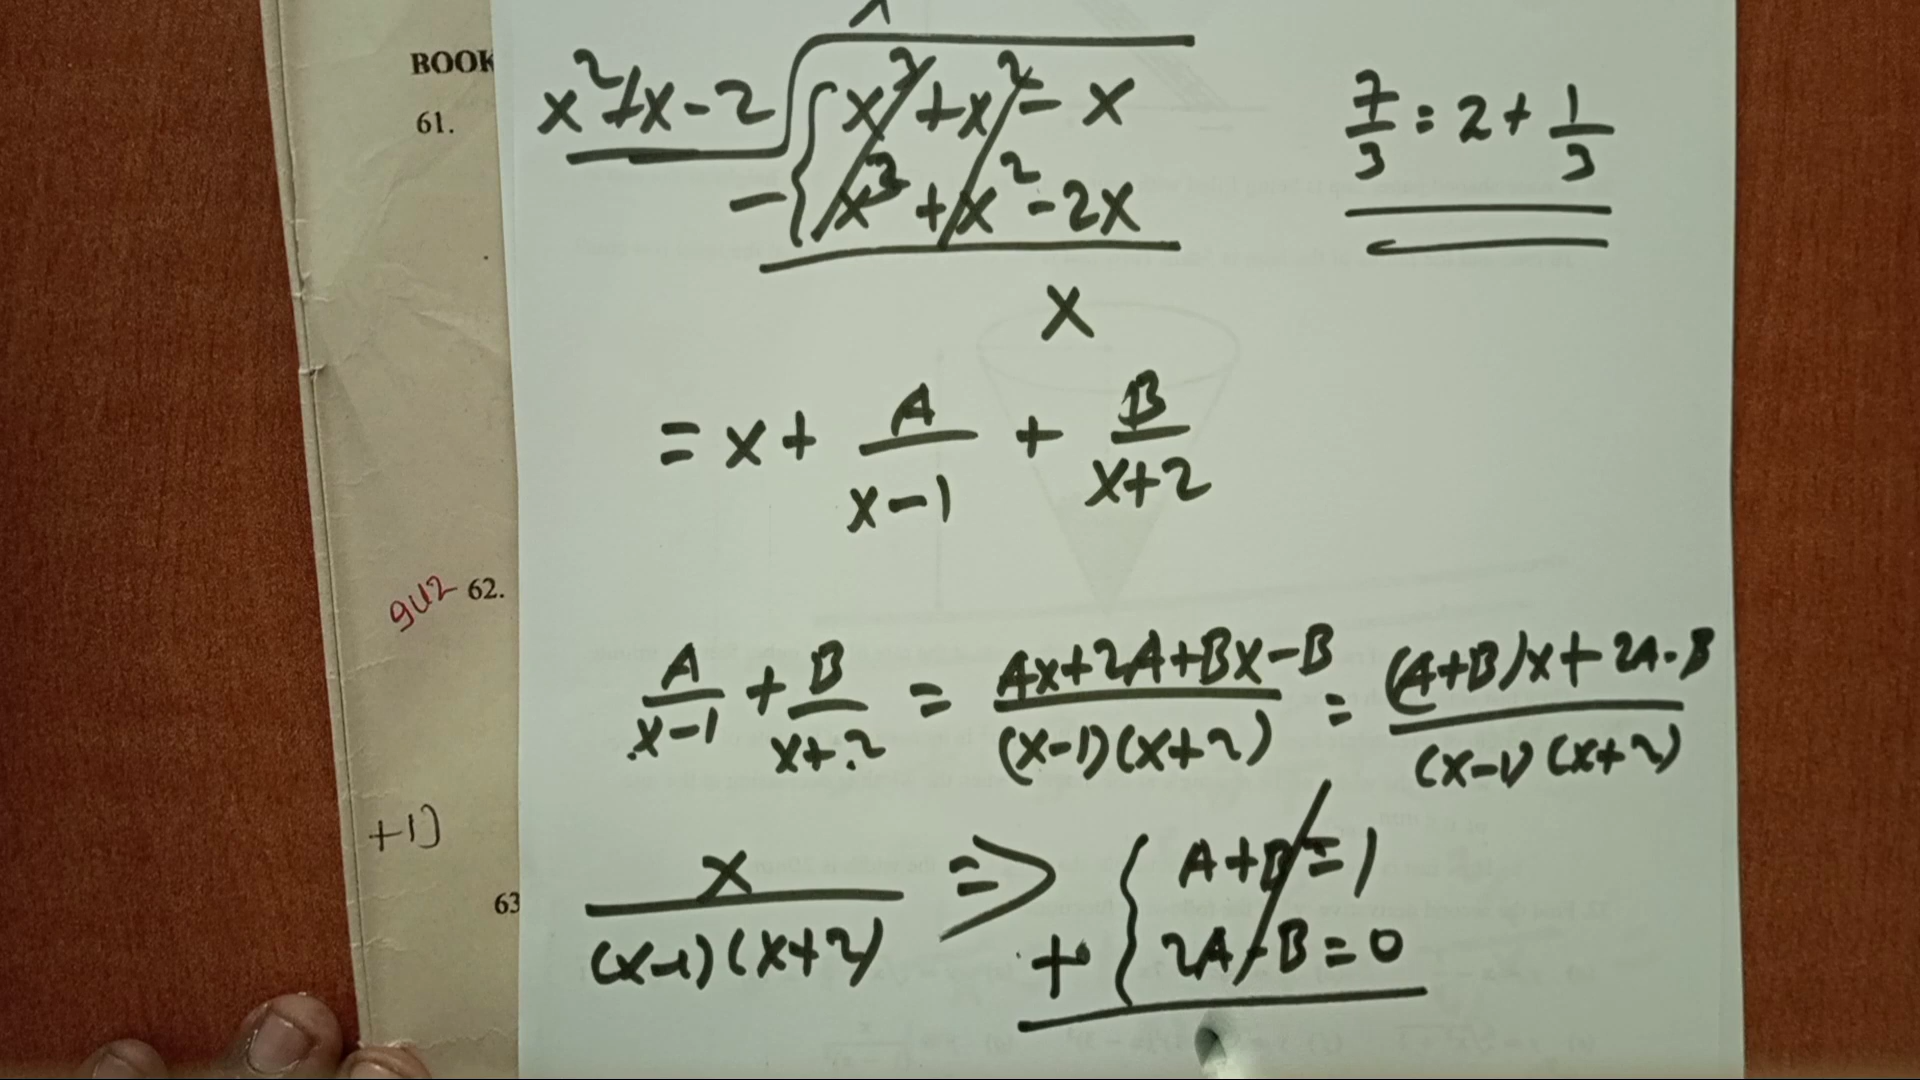 BOOK
61.
x
x²+x-2 x³+x²-x
- x³+x²-2x
x
7/3 = 2 + 1/3
= x + A/(x-1) + B/(x+2)
62.
A/(x-1) + B/(x+2) = (Ax+2A+Bx-B)/((x-1)(x+2)) = ((A+B)x+2A-B)/((x-1)(x+2))
+1)
x/((x-1)(x+2)) => { A+B=1
+ { 2A-B=0
63